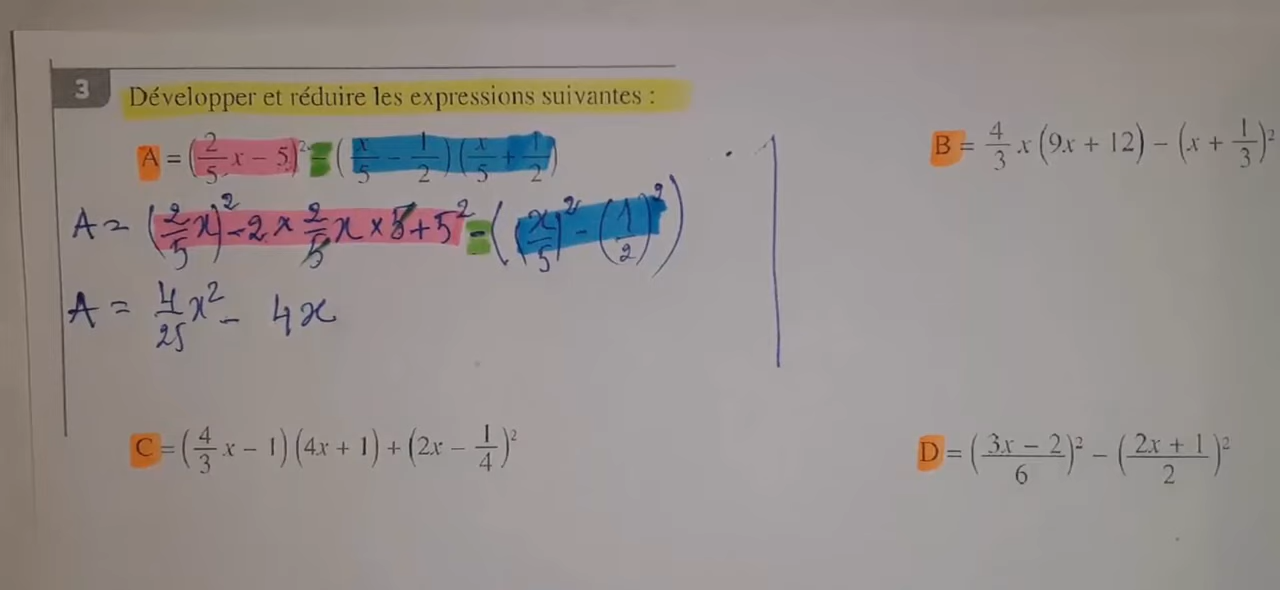 3 Développer et réduire les expressions suivantes :
A = (2/5 x − 5)² − (x/5 − 1/2)(x/5 + 1/2)
B = 4/3 x(9x + 12) − (x + 1/3)²
A = (2/5 x)² − 2 × 2/5 x × 5 + 5² − ((x/5)² − (1/2)²)
A = 4/25 x² − 4x
C = (4/3 x − 1)(4x + 1) + (2x − 1/4)²
D = ((3x − 2)/6)² − ((2x + 1)/2)²